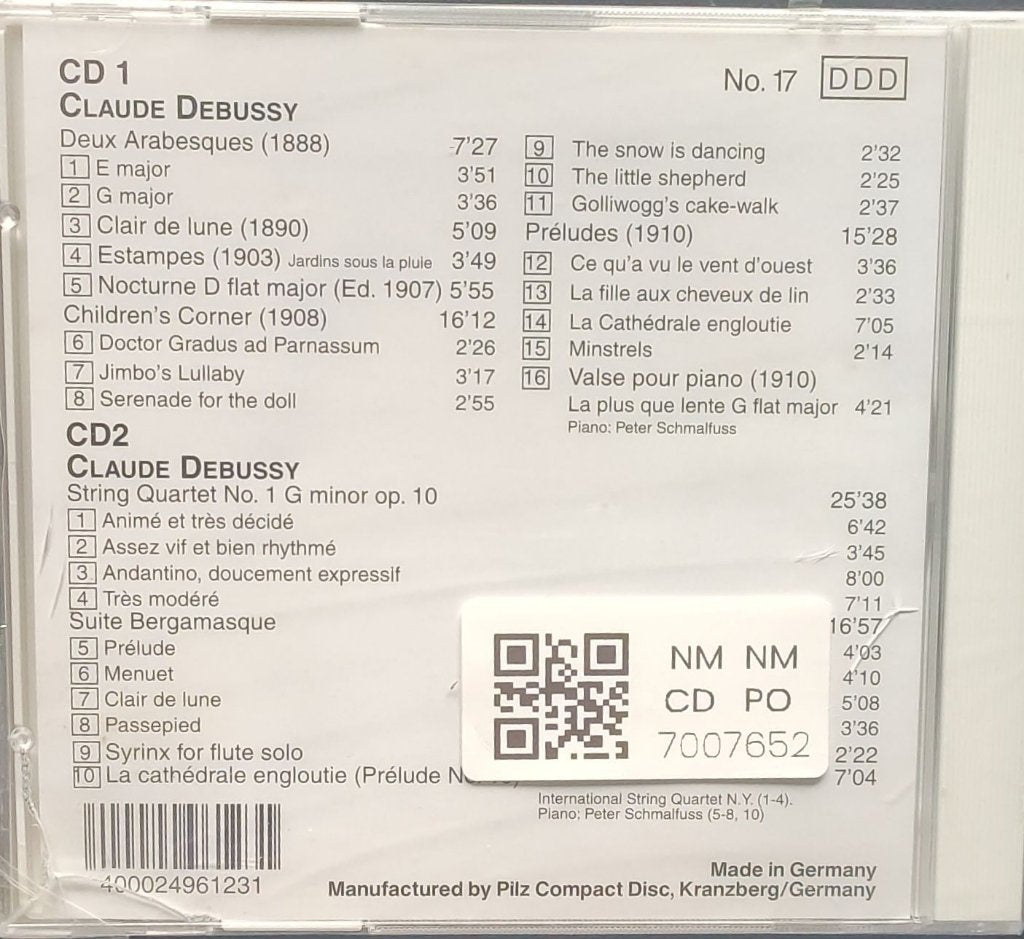 CD 1
No. 17 DDD
CLAUDE DEBUSSY
Deux Arabesques (1888) 7'27
1 E major 3'51
2 G major 3'36
3 Clair de lune (1890) 5'09
4 Estampes (1903) Jardins sous la pluie 3'49
5 Nocturne D flat major (Ed. 1907) 5'55
Children's Corner (1908) 16'12
6 Doctor Gradus ad Parnassum 2'26
7 Jimbo's Lullaby 3'17
8 Serenade for the doll 2'55
9 The snow is dancing 2'32
10 The little shepherd 2'25
11 Golliwogg's cake-walk 2'37
Préludes (1910) 15'28
12 Ce qu'a vu le vent d'ouest 3'36
13 La fille aux cheveux de lin 2'33
14 La Cathédrale engloutie 7'05
15 Minstrels 2'14
16 Valse pour piano (1910)
La plus que lente G flat major 4'21
Piano: Peter Schmalfuss
CD2
CLAUDE DEBUSSY
String Quartet No. 1 G minor op. 10 25'38
1 Animé et très décidé 6'42
2 Assez vif et bien rhythmé 3'45
3 Andantino, doucement expressif 8'00
4 Très modéré 7'11
Suite Bergamasque 16'57
5 Prélude 4'03
6 Menuet 4'10
7 Clair de lune 5'08
8 Passepied 3'36
9 Syrinx for flute solo 2'22
10 La cathédrale engloutie (Prélude 7'04
NM NM
CD PO
7007652
International String Quartet N.Y. (1-4).
Piano: Peter Schmalfuss (5-8, 10)
400024961231
Made in Germany
Manufactured by Pilz Compact Disc, Kranzberg/Germany